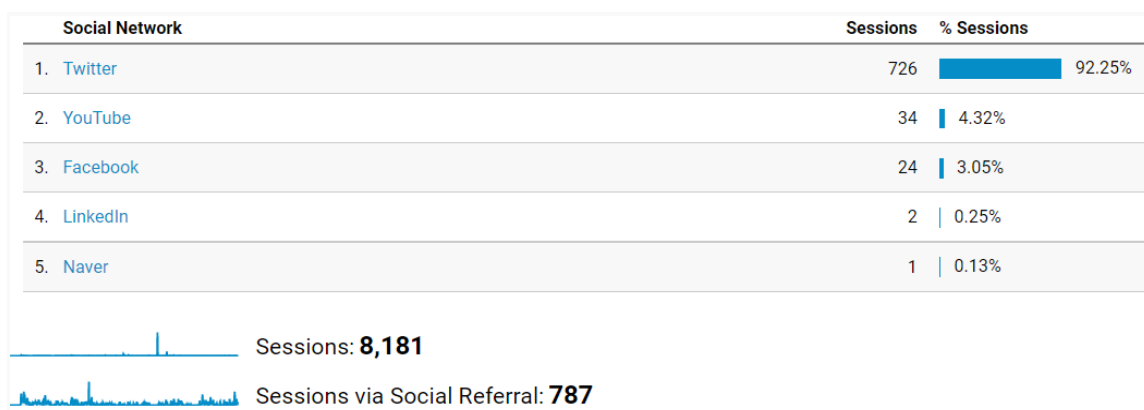 Social Network Sessions % Sessions
1. Twitter 726 92.25%
2. YouTube 34 4.32%
3. Facebook 24 3.05%
4. LinkedIn 2 0.25%
5. Naver 1 0.13%
Sessions: 8,181
Sessions via Social Referral: 787